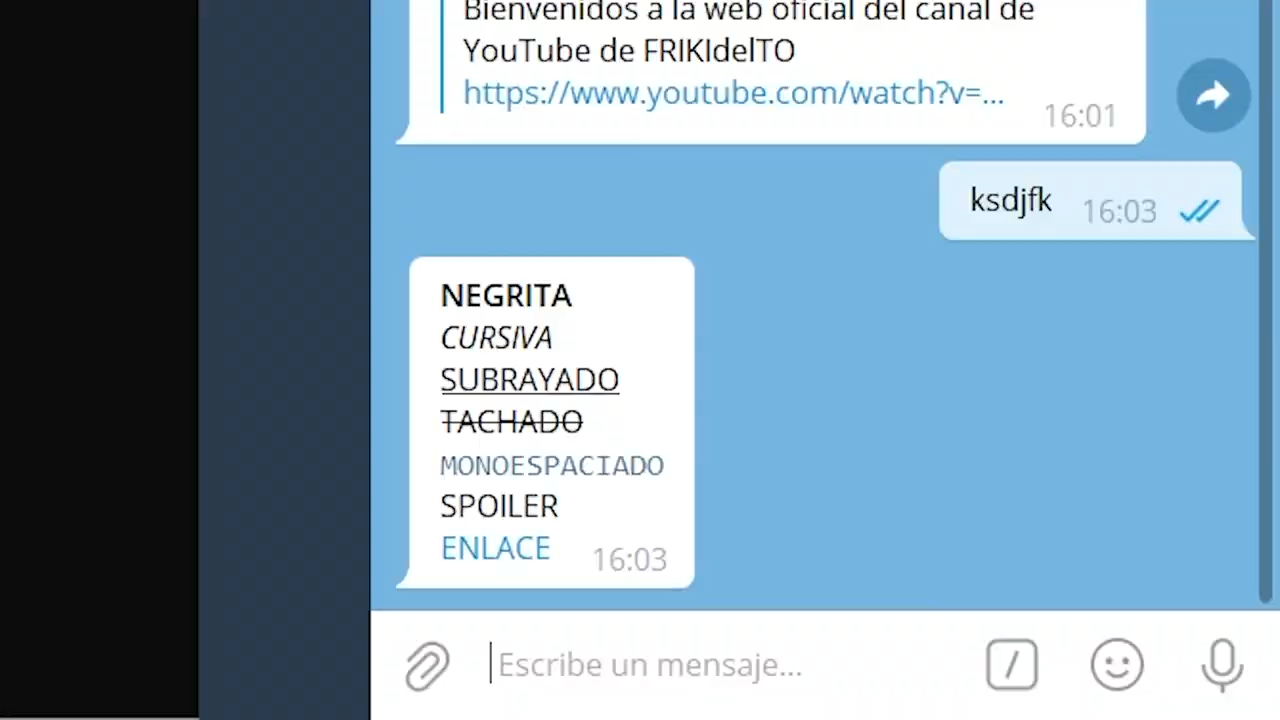 Bienvenidos a la web oficial del canal de
YouTube de FRIKIdelTO
https://www.youtube.com/watch?v=...
16:01
ksdjfk 16:03
NEGRITA
CURSIVA
SUBRAYADO
TACHADO
MONOESPACIADO
SPOILER
ENLACE 16:03
Escribe un mensaje...